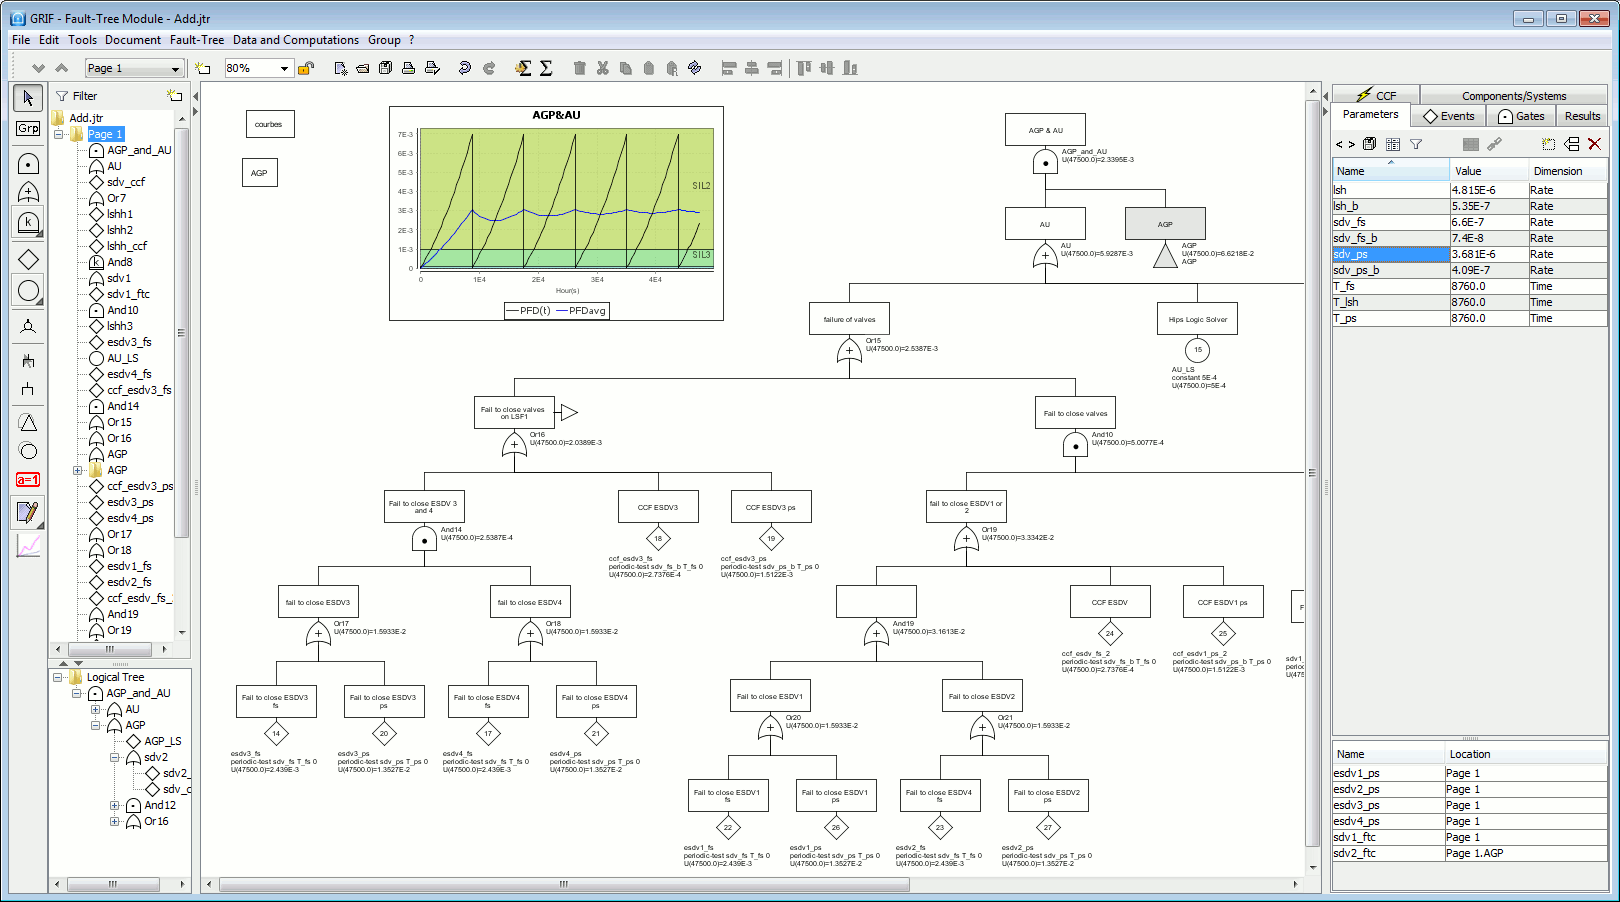 GRIF - Fault-Tree Module - Add.jtr
File Edit Tools Document Fault-Tree Data and Computations Group ?
Page 1
80%
Filter
Grp
k
a=1
Add.jtr
Page 1
AGP_and_AU
AU
sdv_ccf
Or7
lshh1
lshh2
lshh_ccf
And8
sdv1
sdv1_ftc
And10
lshh3
esdv3_fs
AU_LS
esdv4_fs
ccf_esdv3_fs
And14
Or15
Or16
AGP
AGP
ccf_esdv3_ps
esdv3_ps
esdv4_ps
Or17
Or18
esdv1_fs
esdv2_fs
ccf_esdv_fs_
And19
Or19
Logical Tree
AGP_and_AU
AU
AGP
AGP_LS
sdv2
sdv2_
sdv_c
And12
Or16
courbes
AGP
AGP&AU
7E-3
6E-3
5E-3
4E-3
3E-3
2E-3
1E-3
0
SIL2
SIL3
0 1E4 2E4 3E4 4E4
Hour(s)
PFD(t) PFDavg
AGP & AU
AGP_and_AU
U(47500.0)=2.3395E-3
AU
AU
U(47500.0)=5.9287E-3
AGP
AGP
U(47500.0)=6.6218E-2
AGP
failure of valves
Or15
U(47500.0)=2.5387E-3
Hips Logic Solver
15
AU_LS
constant 5E-4
U(47500.0)=5E-4
Fail to close valves
on LSF1
Or16
U(47500.0)=2.0389E-3
Fail to close valves
And10
U(47500.0)=5.0077E-4
Fail to close ESDV 3
and 4
And14
U(47500.0)=2.5387E-4
CCF ESDV3
18
ccf_esdv3_fs
periodic-test sdv_fs_b T_fs 0
U(47500.0)=2.7376E-4
CCF ESDV3 ps
19
ccf_esdv3_ps
periodic-test sdv_ps_b T_ps 0
U(47500.0)=1.5122E-3
fail to close ESDV1 or
2
Or19
U(47500.0)=3.3342E-2
fail to close ESDV3
Or17
U(47500.0)=1.5933E-2
fail to close ESDV4
Or18
U(47500.0)=1.5933E-2
And19
U(47500.0)=3.1613E-2
CCF ESDV
24
ccf_esdv_fs_2
periodic-test sdv_fs_b T_fs 0
U(47500.0)=2.7376E-4
CCF ESDV1 ps
25
ccf_esdv1_ps_2
periodic-test sdv_ps_b T_ps 0
U(47500.0)=1.5122E-3
F
sdv1_
periodi
U(475
Fail to close ESDV3
fs
14
esdv3_fs
periodic-test sdv_fs T_fs 0
U(47500.0)=2.439E-3
Fail to close ESDV3
ps
20
esdv3_ps
periodic-test sdv_ps T_ps 0
U(47500.0)=1.3527E-2
Fail to close ESDV4
fs
17
esdv4_fs
periodic-test sdv_fs T_fs 0
U(47500.0)=2.439E-3
Fail to close ESDV4
ps
21
esdv4_ps
periodic-test sdv_ps T_ps 0
U(47500.0)=1.3527E-2
Fail to close ESDV1
Or20
U(47500.0)=1.5933E-2
Fail to close ESDV2
Or21
U(47500.0)=1.5933E-2
Fail to close ESDV1
fs
22
esdv1_fs
periodic-test sdv_fs T_fs 0
U(47500.0)=2.439E-3
Fail to close ESDV1
ps
26
esdv1_ps
periodic-test sdv_ps T_ps 0
U(47500.0)=1.3527E-2
Fail to close ESDV4
fs
23
esdv2_fs
periodic-test sdv_fs T_fs 0
U(47500.0)=2.439E-3
Fail to close ESDV2
ps
27
esdv2_ps
periodic-test sdv_ps T_ps 0
U(47500.0)=1.3527E-2
CCF Components/Systems
Parameters Events Gates Results
Name Value Dimension
lsh 4.815E-6 Rate
lsh_b 5.35E-7 Rate
sdv_fs 6.6E-7 Rate
sdv_fs_b 7.4E-8 Rate
sdv_ps 3.681E-6 Rate
sdv_ps_b 4.09E-7 Rate
T_fs 8760.0 Time
T_lsh 8760.0 Time
T_ps 8760.0 Time
Name Location
esdv1_ps Page 1
esdv2_ps Page 1
esdv3_ps Page 1
esdv4_ps Page 1
sdv1_ftc Page 1
sdv2_ftc Page 1.AGP